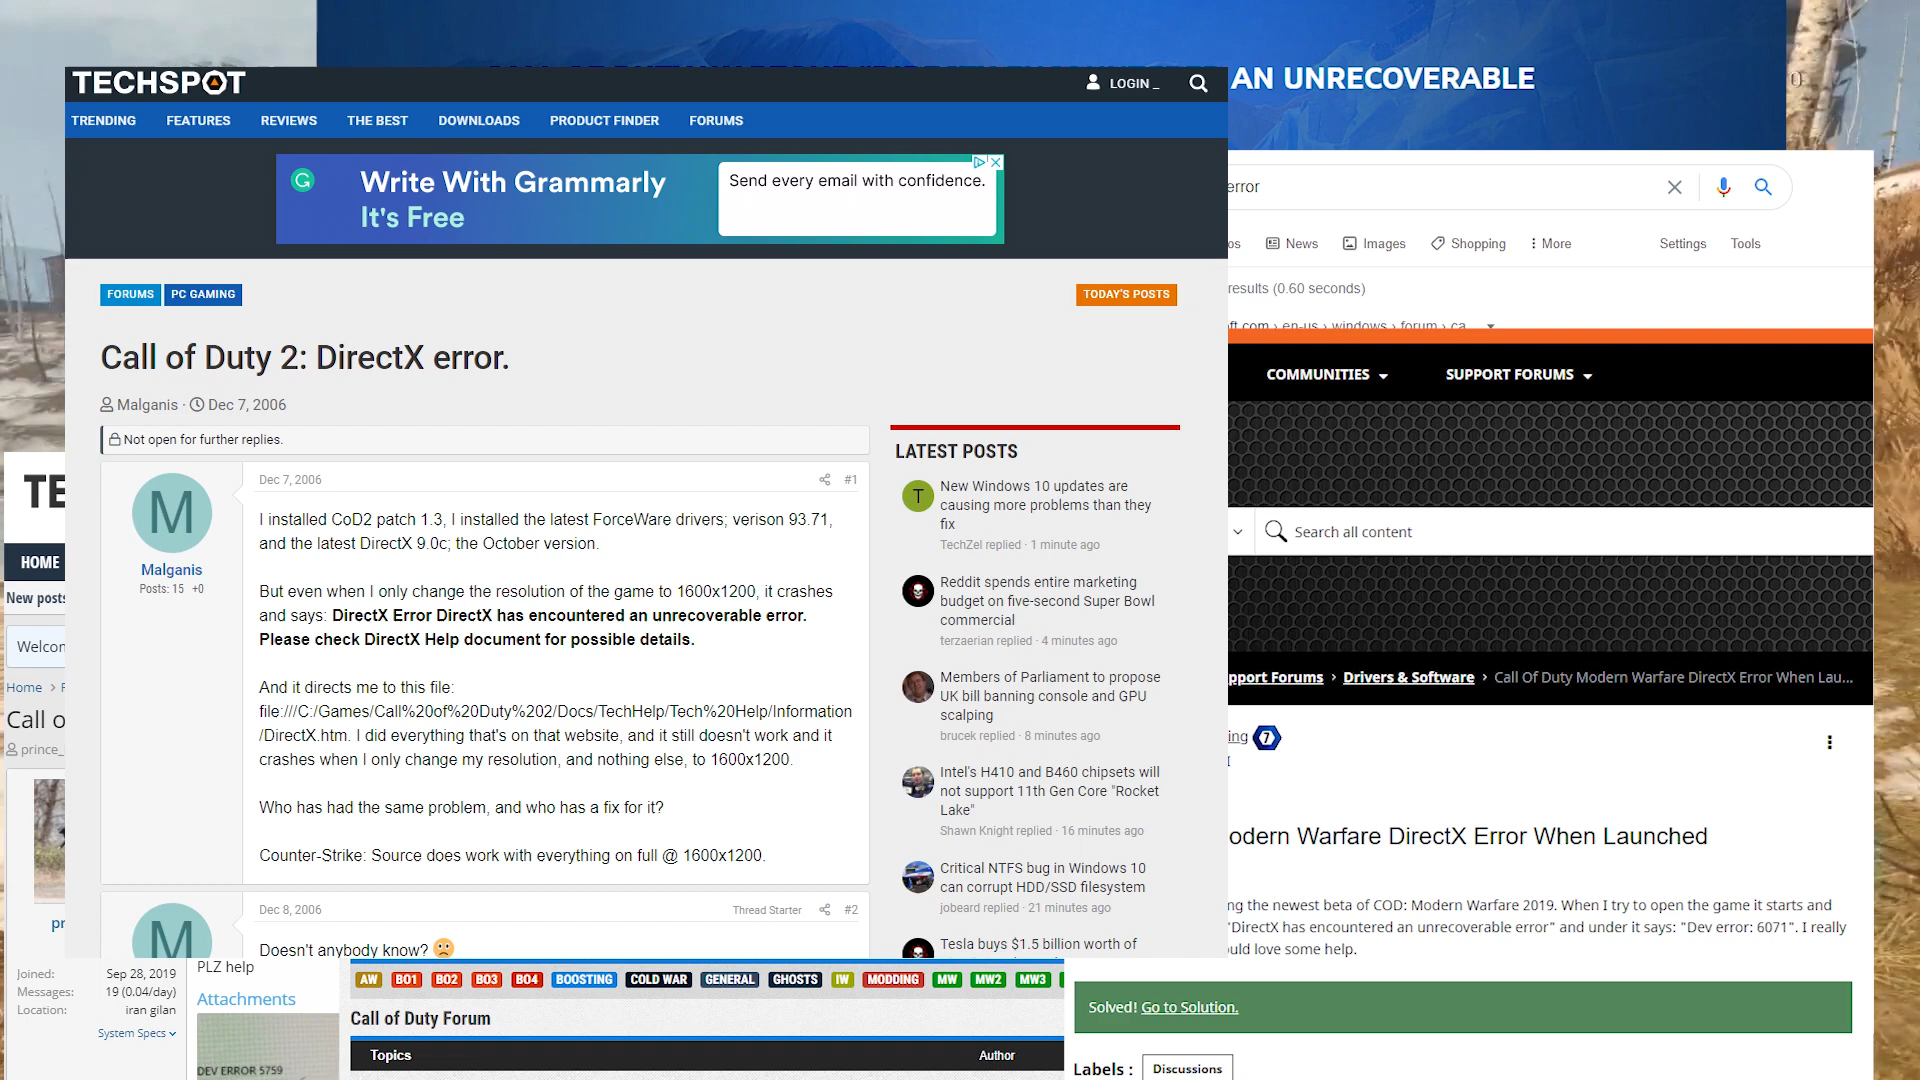 AN UNRECOVERABLE
TECHSPOT
LOGIN _
TRENDING
FEATURES
REVIEWS
THE BEST
DOWNLOADS
PRODUCT FINDER
FORUMS
Write With Grammarly
It's Free
Send every email with confidence.
FORUMS
PC GAMING
TODAY'S POSTS
Call of Duty 2: DirectX error.
Malganis · Dec 7, 2006
Not open for further replies.
M
Malganis
Posts: 15 +0
Dec 7, 2006
#1
I installed CoD2 patch 1.3, I installed the latest ForceWare drivers; verison 93.71,
and the latest DirectX 9.0c; the October version.
But even when I only change the resolution of the game to 1600x1200, it crashes
and says: DirectX Error DirectX has encountered an unrecoverable error.
Please check DirectX Help document for possible details.
And it directs me to this file:
file:///C:/Games/Call%20of%20Duty%202/Docs/TechHelp/Tech%20Help/Information
/DirectX.htm. I did everything that's on that website, and it still doesn't work and it
crashes when I only change my resolution, and nothing else, to 1600x1200.
Who has had the same problem, and who has a fix for it?
Counter-Strike: Source does work with everything on full @ 1600x1200.
M
Dec 8, 2006
Thread Starter
#2
Doesn't anybody know?
LATEST POSTS
T
New Windows 10 updates are
causing more problems than they
fix
TechZel replied · 1 minute ago
Reddit spends entire marketing
budget on five-second Super Bowl
commercial
terzaerian replied · 4 minutes ago
Members of Parliament to propose
UK bill banning console and GPU
scalping
brucek replied · 8 minutes ago
Intel's H410 and B460 chipsets will
not support 11th Gen Core "Rocket
Lake"
Shawn Knight replied · 16 minutes ago
Critical NTFS bug in Windows 10
can corrupt HDD/SSD filesystem
jobeard replied · 21 minutes ago
Tesla buys $1.5 billion worth of
error
os
News
Images
Shopping
More
Settings
Tools
results (0.60 seconds)
ft.com › en-us › windows › forum › ca...
COMMUNITIES
SUPPORT FORUMS
Search all content
pport Forums › Drivers & Software › Call Of Duty Modern Warfare DirectX Error When Lau...
ing
7
odern Warfare DirectX Error When Launched
ng the newest beta of COD: Modern Warfare 2019. When I try to open the game it starts and
"DirectX has encountered an unrecoverable error" and under it says: "Dev error: 6071". I really
uld love some help.
Solved! Go to Solution.
Labels :
Discussions
TE
HOME
New posts
Welcom
Home
Call o
prince_
pr
Joined: Sep 28, 2019
Messages: 19 (0.04/day)
Location: iran gilan
System Specs
PLZ help
Attachments
DEV ERROR 5759
AW
BO1
BO2
BO3
BO4
BOOSTING
COLD WAR
GENERAL
GHOSTS
IW
MODDING
MW
MW2
MW3
Call of Duty Forum
Topics
Author